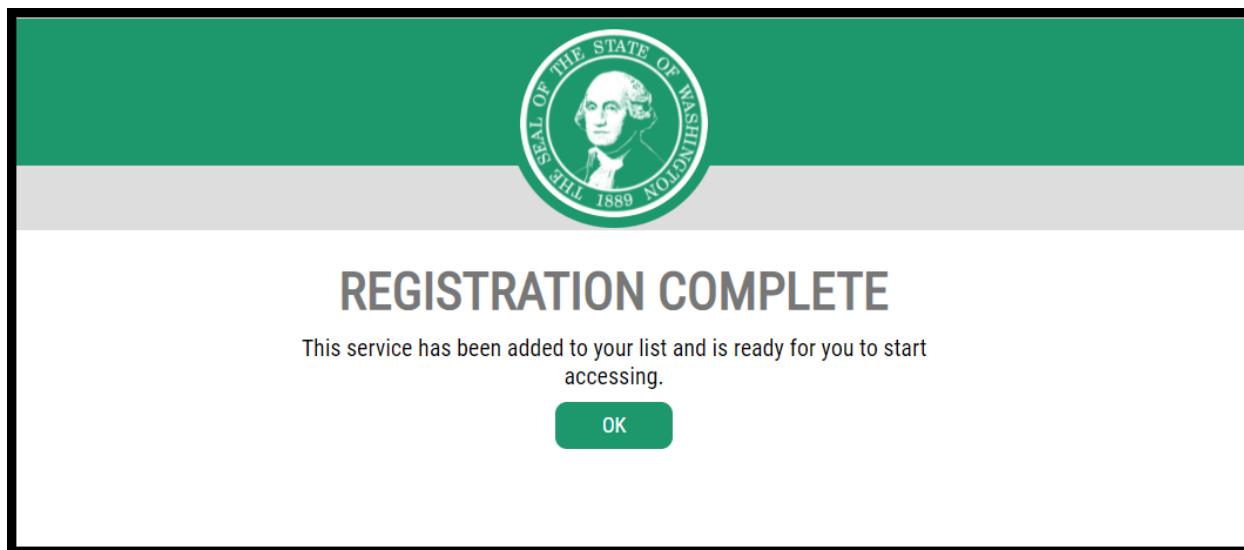 THE SEAL OF THE STATE OF WASHINGTON
1889
REGISTRATION COMPLETE
This service has been added to your list and is ready for you to start
accessing.
OK